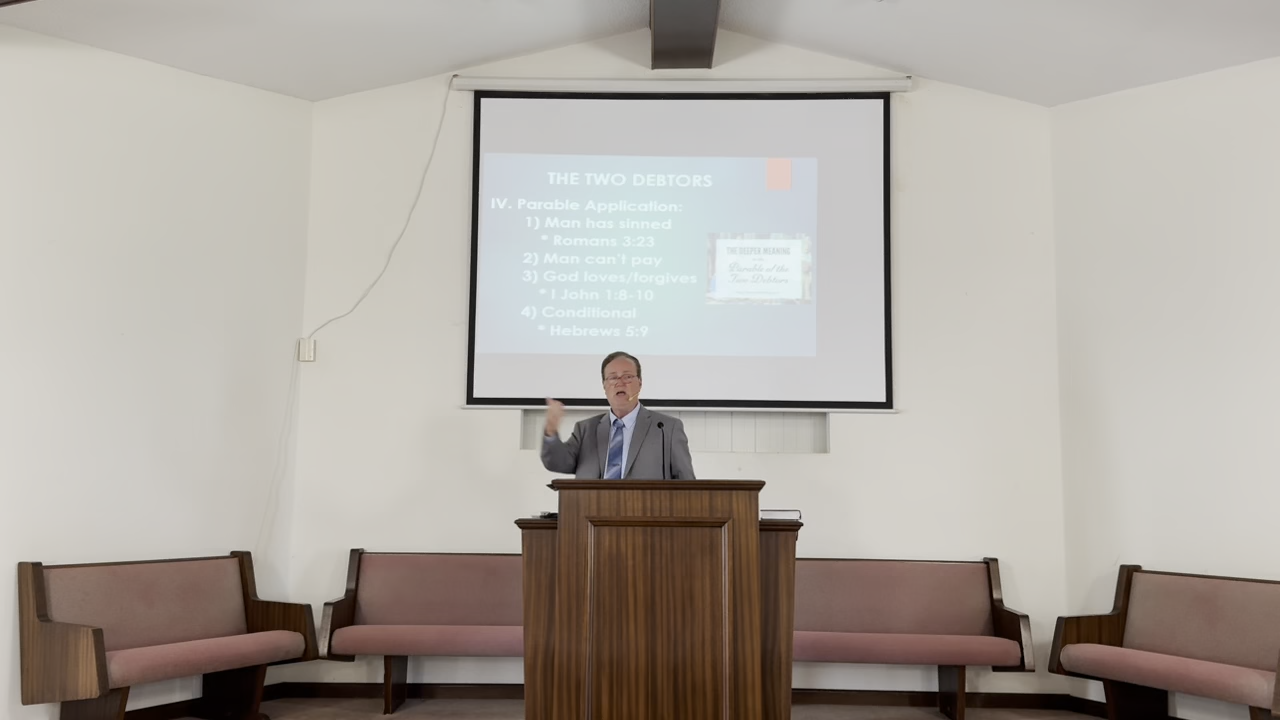 THE TWO DEBTORS
IV. Parable Application:
1) Man has sinned
* Romans 3:23
2) Man can't pay
3) God loves/forgives
* I John 1:8-10
4) Conditional
* Hebrews 5:9
THE DEEPER MEANING
Parable of the
Two Debtors